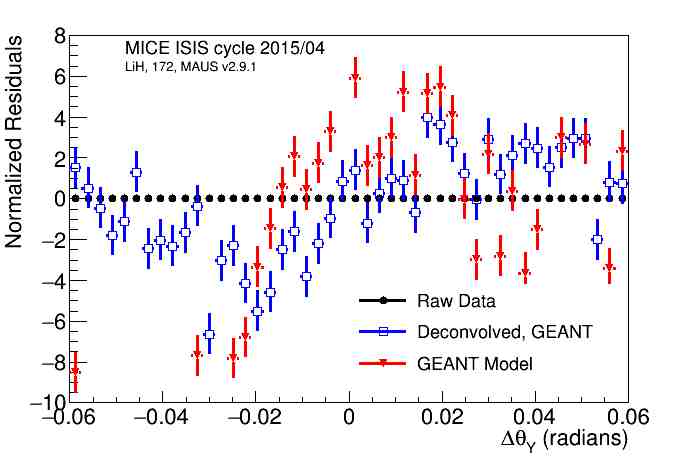 MICE ISIS cycle 2015/04
LiH, 172, MAUS v2.9.1
Normalized Residuals
8
6
4
2
0
−2
−4
−6
−8
−10
Raw Data
Deconvolved, GEANT
GEANT Model
−0.06 −0.04 −0.02 0 0.02 0.04 0.06
Δθ_Y (radians)